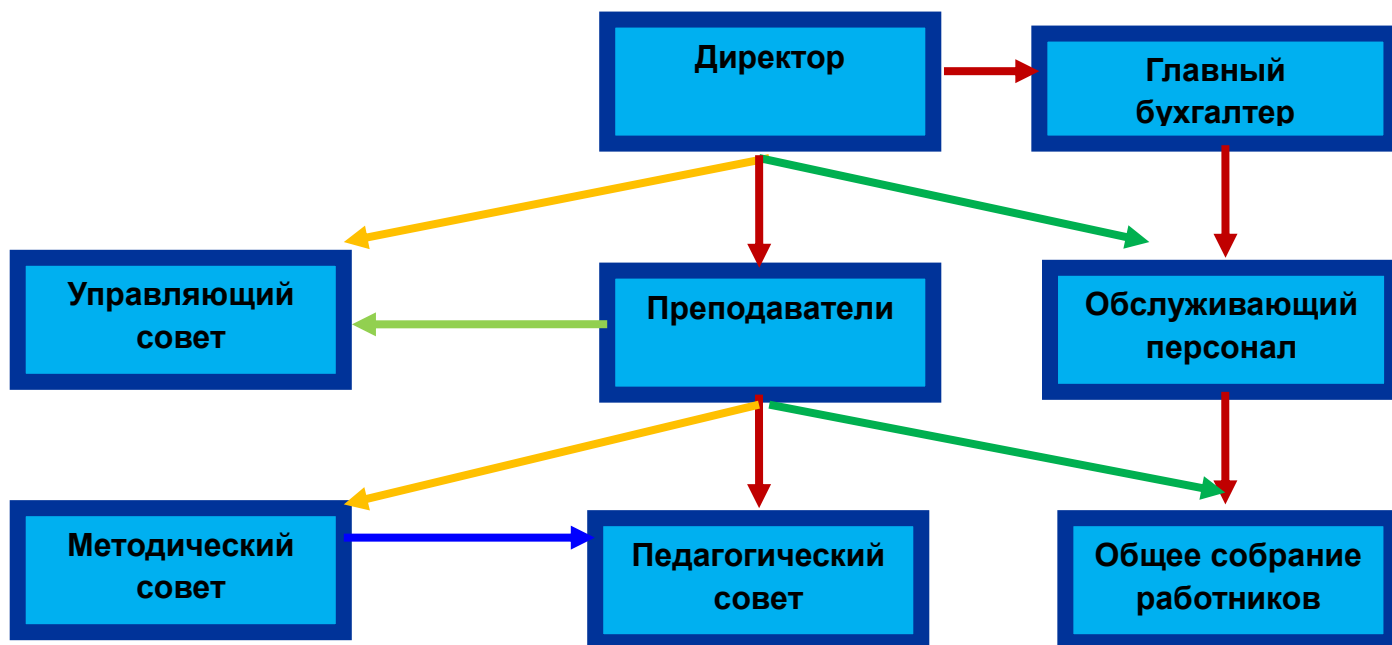 Директор
Главный
бухгалтер
Управляющий
совет
Преподаватели
Обслуживающий
персонал
Методический
совет
Педагогический
совет
Общее собрание
работников